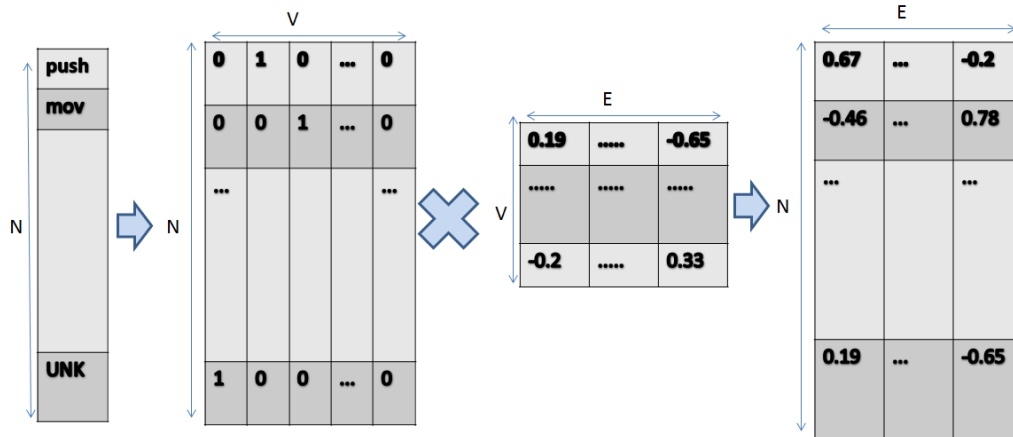 V
E
push
0 1 0 ... 0
0.67 ... -0.2
mov
E
0 0 1 ... 0
-0.46 ... 0.78
0.19 ..... -0.65
... ...
..... ..... .....
... ...
N
N
V
N
-0.2 ..... 0.33
UNK
1 0 0 ... 0
0.19 ... -0.65